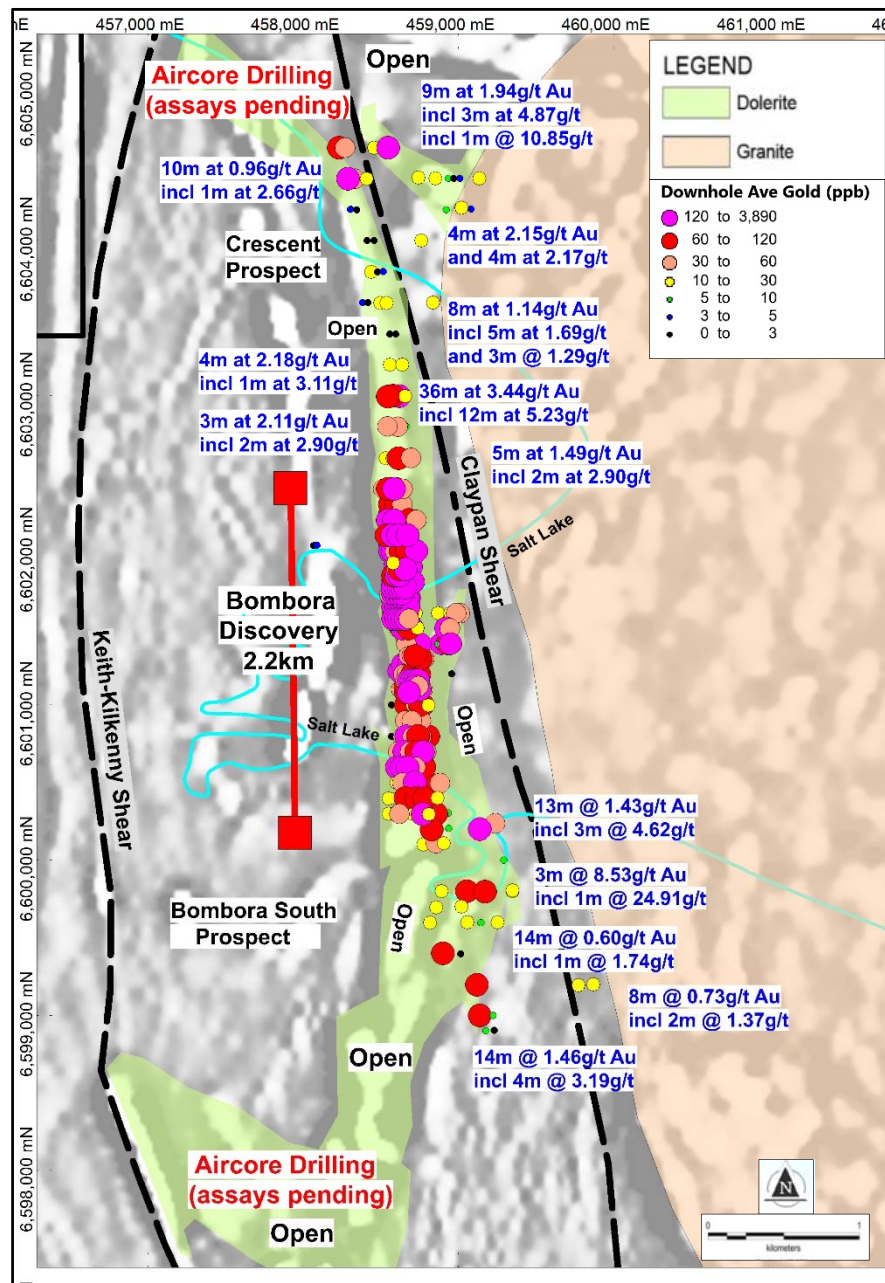 mE
457,000 mE
458,000 mE
459,000 mE
460,000 mE
461,000 mE
46
6,605,000 mN
6,604,000 mN
6,603,000 mN
6,602,000 mN
6,601,000 mN
6,600,000 mN
6,599,000 mN
6,598,000 mN
Open
Aircore Drilling
(assays pending)
9m at 1.94g/t Au
incl 3m at 4.87g/t
incl 1m @ 10.85g/t
LEGEND
Dolerite
Granite
Downhole Ave Gold (ppb)
120 to 3,890
60 to 120
30 to 60
10 to 30
5 to 10
3 to 5
0 to 3
10m at 0.96g/t Au
incl 1m at 2.66g/t
Crescent
Prospect
4m at 2.15g/t Au
and 4m at 2.17g/t
Open
8m at 1.14g/t Au
incl 5m at 1.69g/t
and 3m @ 1.29g/t
4m at 2.18g/t Au
incl 1m at 3.11g/t
36m at 3.44g/t Au
incl 12m at 5.23g/t
3m at 2.11g/t Au
incl 2m at 2.90g/t
5m at 1.49g/t Au
incl 2m at 2.90g/t
Claypan Shear
Salt Lake
Bombora
Discovery
2.2km
Keith-Kilkenny Shear
Salt Lake
Open
13m @ 1.43g/t Au
incl 3m @ 4.62g/t
3m @ 8.53g/t Au
incl 1m @ 24.91g/t
Bombora South
Prospect
Open
14m @ 0.60g/t Au
incl 1m @ 1.74g/t
8m @ 0.73g/t Au
incl 2m @ 1.37g/t
Open
14m @ 1.46g/t Au
incl 4m @ 3.19g/t
Aircore Drilling
(assays pending)
Open
N
0 1
kilometers